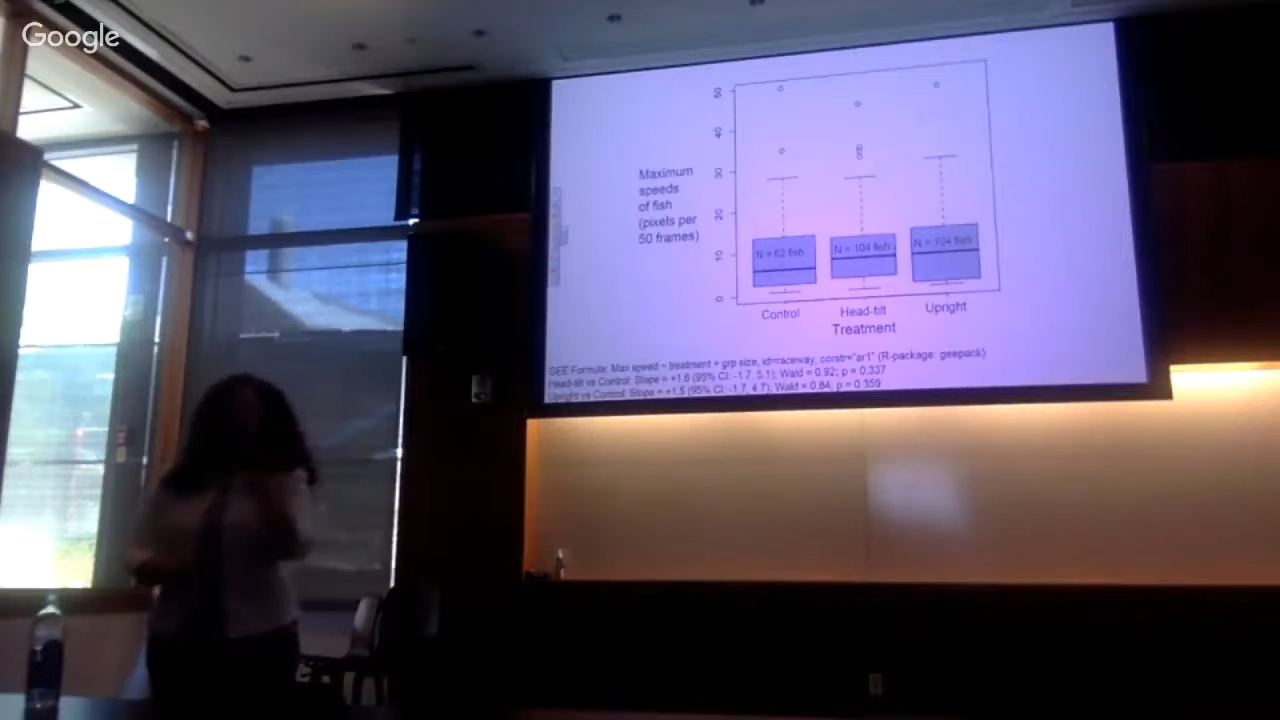 Google
50
40
30
20
10
0
Maximum
speeds
of fish
(pixels per
50 frames)
N = 62 fish
N = 104 fish
N = 104 fish
Control
Head-tilt
Upright
Treatment
GEE Formula: Max speed ~ treatment + grp size, id=raceway, constr="ar1" (R-package: geepack)
Head-tilt vs Control: Slope = +1.6 (95% CI: -1.7 5.1); Wald = 0.92; p = 0.337
Upright vs Control: Slope = +1.5 (95% CI: -1.7, 4.7); Wald = 0.84; p = 0.359